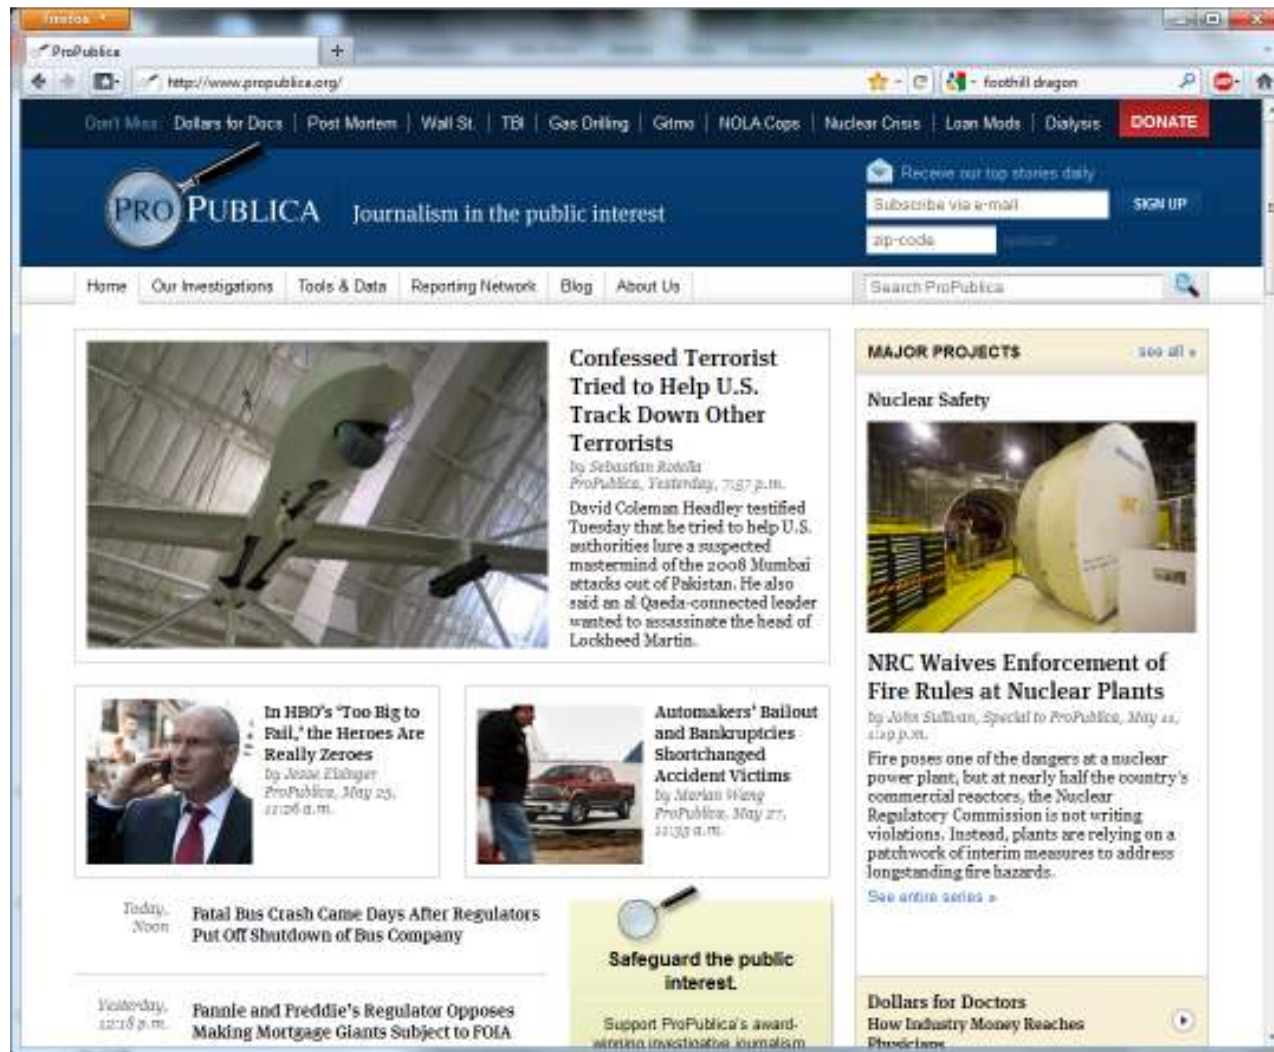 Firefox
ProPublica
http://www.propublica.org/
foothill dragon
Don't Miss: Dollars for Docs | Post Mortem | Wall St. | TBI | Gas Drilling | Gitmo | NOLA Cops | Nuclear Crisis | Loan Mods | Dialysis
DONATE
PRO PUBLICA
Journalism in the public interest
Receive our top stories daily
Subscribe via e-mail
SIGN UP
zip-code
optional
Home
Our Investigations
Tools & Data
Reporting Network
Blog
About Us
Search ProPublica
Confessed Terrorist
Tried to Help U.S.
Track Down Other
Terrorists
by Sebastian Rotella
ProPublica, Yesterday, 7:57 p.m.
David Coleman Headley testified
Tuesday that he tried to help U.S.
authorities lure a suspected
mastermind of the 2008 Mumbai
attacks out of Pakistan. He also
said an al Qaeda-connected leader
wanted to assassinate the head of
Lockheed Martin.
In HBO's 'Too Big to
Fail,' the Heroes Are
Really Zeroes
by Jesse Eisinger
ProPublica, May 25,
11:26 a.m.
Automakers' Bailout
and Bankruptcies
Shortchanged
Accident Victims
by Marian Wang
ProPublica, May 27,
11:33 a.m.
Today,
Noon
Fatal Bus Crash Came Days After Regulators
Put Off Shutdown of Bus Company
Yesterday,
12:18 p.m.
Fannie and Freddie's Regulator Opposes
Making Mortgage Giants Subject to FOIA
Safeguard the public
interest.
Support ProPublica's award-
winning investigative journalism
MAJOR PROJECTS
see all »
Nuclear Safety
NRC Waives Enforcement of
Fire Rules at Nuclear Plants
by John Sullivan, Special to ProPublica, May 11,
p.m.
Fire poses one of the dangers at a nuclear
power plant, but at nearly half the country's
commercial reactors, the Nuclear
Regulatory Commission is not writing
violations. Instead, plants are relying on a
patchwork of interim measures to address
longstanding fire hazards.
See entire series »
Dollars for Doctors
How Industry Money Reaches
Physicians